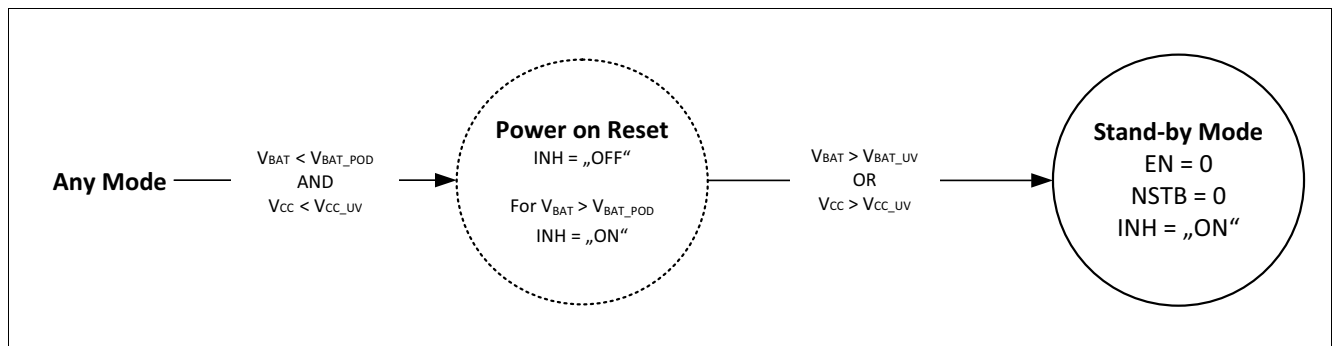 Any Mode
VBAT < VBAT_POD
AND
VCC < VCC_UV
Power on Reset
INH = „OFF“
For VBAT > VBAT_POD
INH = „ON“
VBAT > VBAT_UV
OR
VCC > VCC_UV
Stand-by Mode
EN = 0
NSTB = 0
INH = „ON“